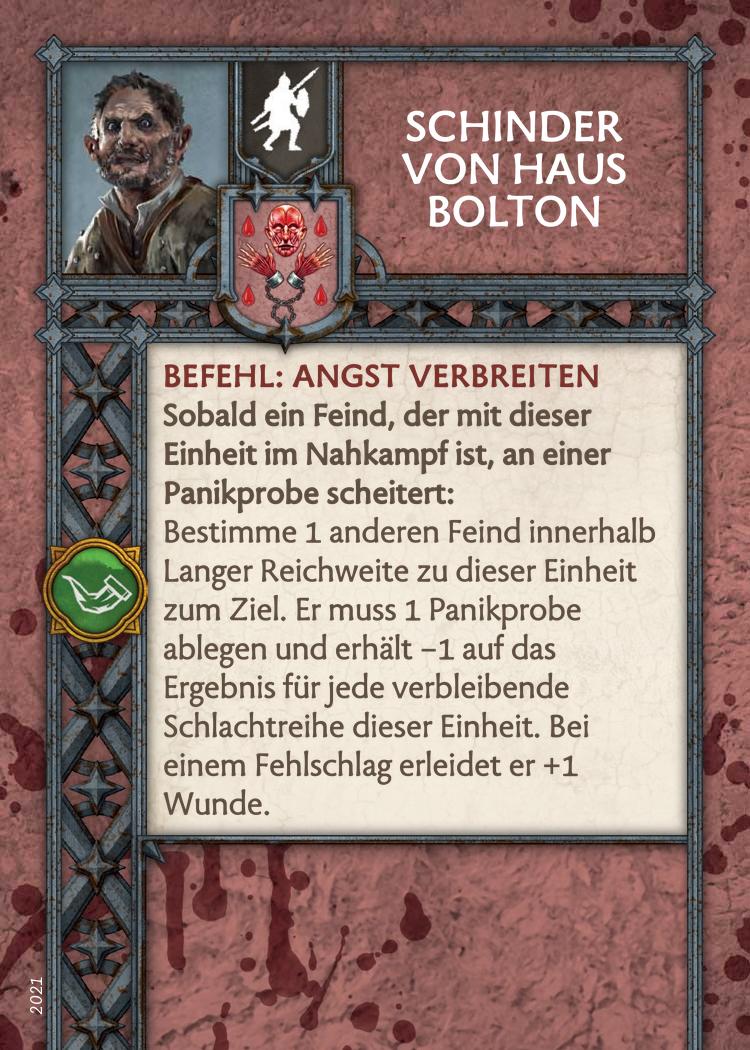 SCHINDER
VON HAUS
BOLTON
BEFEHL: ANGST VERBREITEN
Sobald ein Feind, der mit dieser
Einheit im Nahkampf ist, an einer
Panikprobe scheitert:
Bestimme 1 anderen Feind innerhalb
Langer Reichweite zu dieser Einheit
zum Ziel. Er muss 1 Panikprobe
ablegen und erhält −1 auf das
Ergebnis für jede verbleibende
Schlachtreihe dieser Einheit. Bei
einem Fehlschlag erleidet er +1
Wunde.
2021